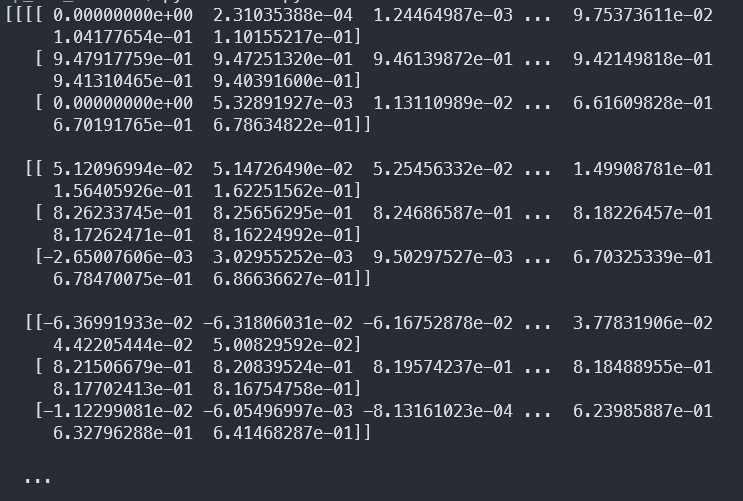 [[[[ 0.00000000e+00  2.31035388e-04  1.24464987e-03 ...  9.75373611e-02
     1.04177654e-01  1.10155217e-01]
   [ 9.47917759e-01  9.47251320e-01  9.46139872e-01 ...  9.42149818e-01
     9.41310465e-01  9.40391600e-01]
   [ 0.00000000e+00  5.32891927e-03  1.13110989e-02 ...  6.61609828e-01
     6.70191765e-01  6.78634822e-01]]
  [[ 5.12096994e-02  5.14726490e-02  5.25456332e-02 ...  1.49908781e-01
     1.56405926e-01  1.62251562e-01]
   [ 8.26233745e-01  8.25656295e-01  8.24686587e-01 ...  8.18226457e-01
     8.17262471e-01  8.16224992e-01]
   [-2.65007606e-03  3.02955252e-03  9.50297527e-03 ...  6.70325339e-01
     6.78470075e-01  6.86636627e-01]]
  [[-6.36991933e-02 -6.31806031e-02 -6.16752878e-02 ...  3.77831906e-02
     4.42205444e-02  5.00829592e-02]
   [ 8.21506679e-01  8.20839524e-01  8.19574237e-01 ...  8.18488955e-01
     8.17702413e-01  8.16754758e-01]
   [-1.12299081e-02 -6.05496997e-03 -8.13161023e-04 ...  6.23985887e-01
     6.32796288e-01  6.41468287e-01]]
  ...